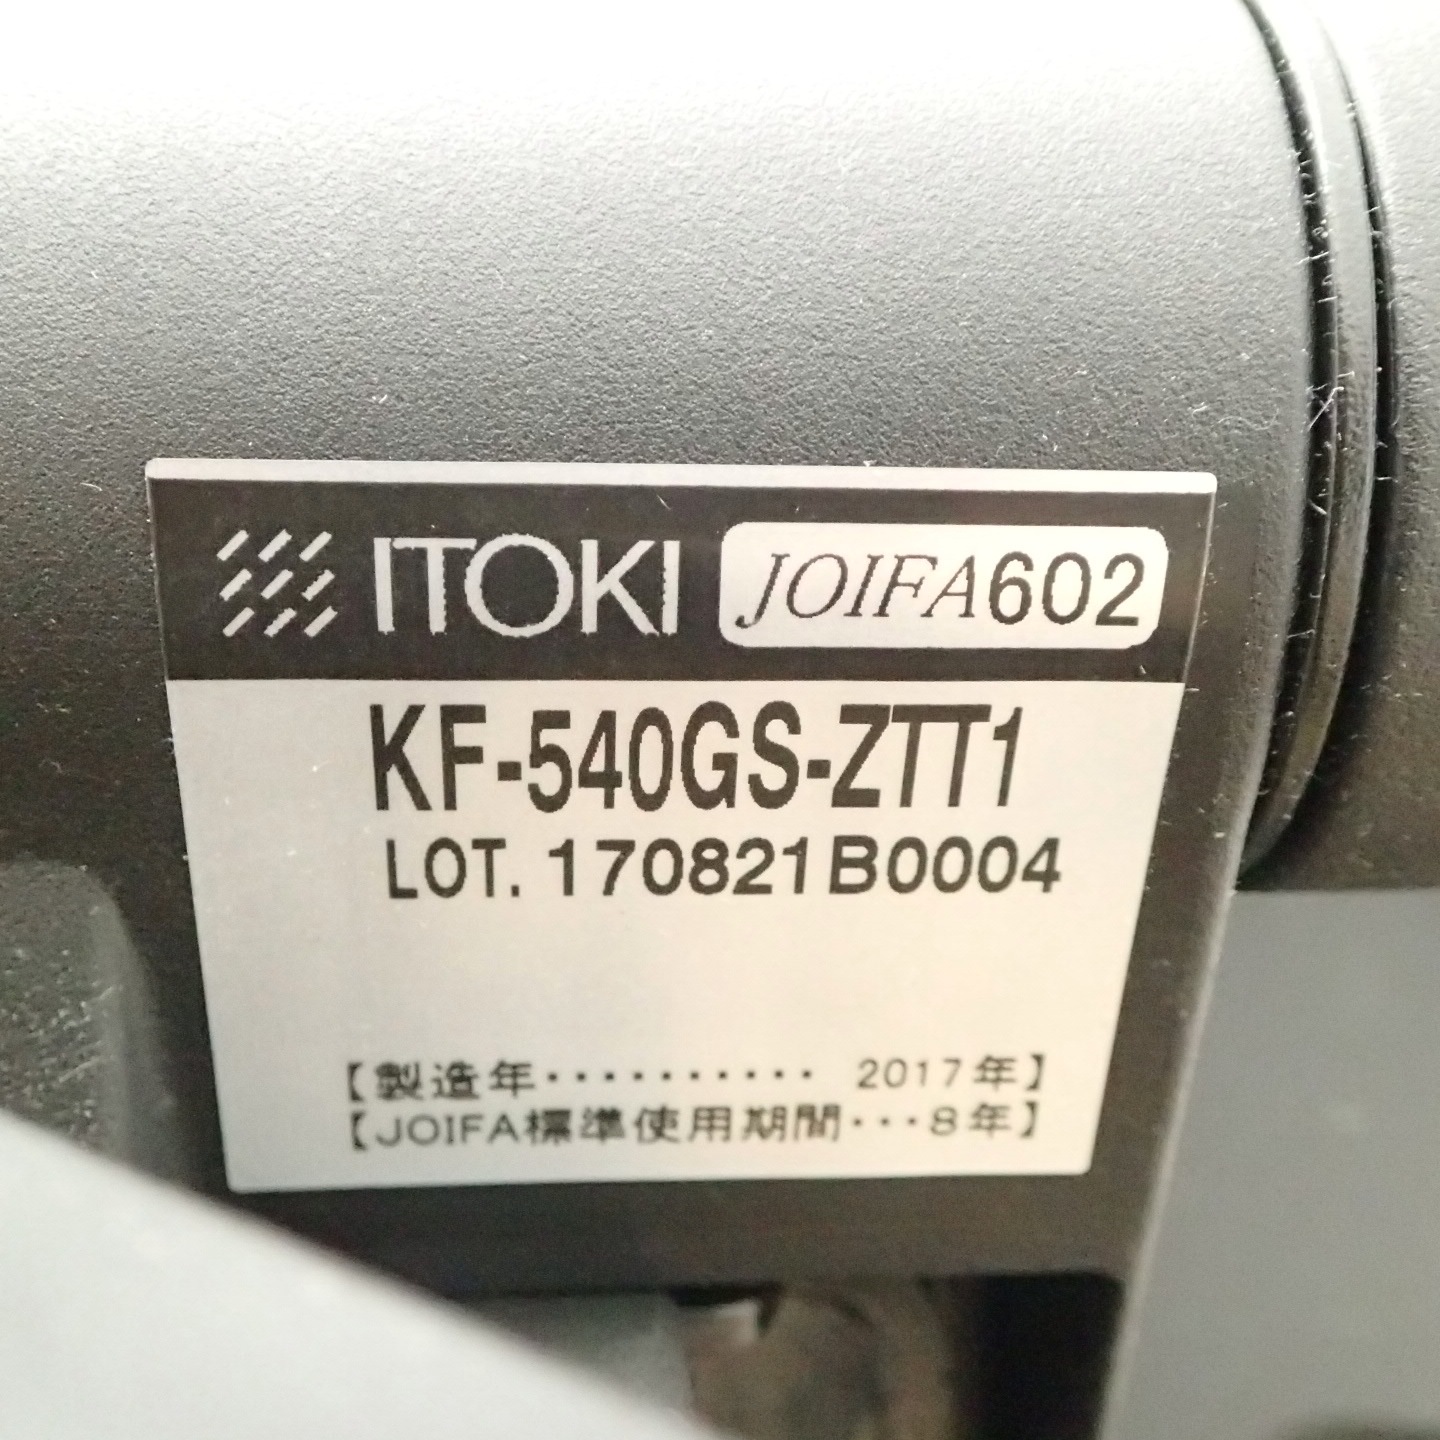 ITOKI JOIFA602
KF-540GS-ZTT1
LOT. 170821B0004
【製造年・・・・・・・・・・ 2017年】
【JOIFA標準使用期間・・・8年】